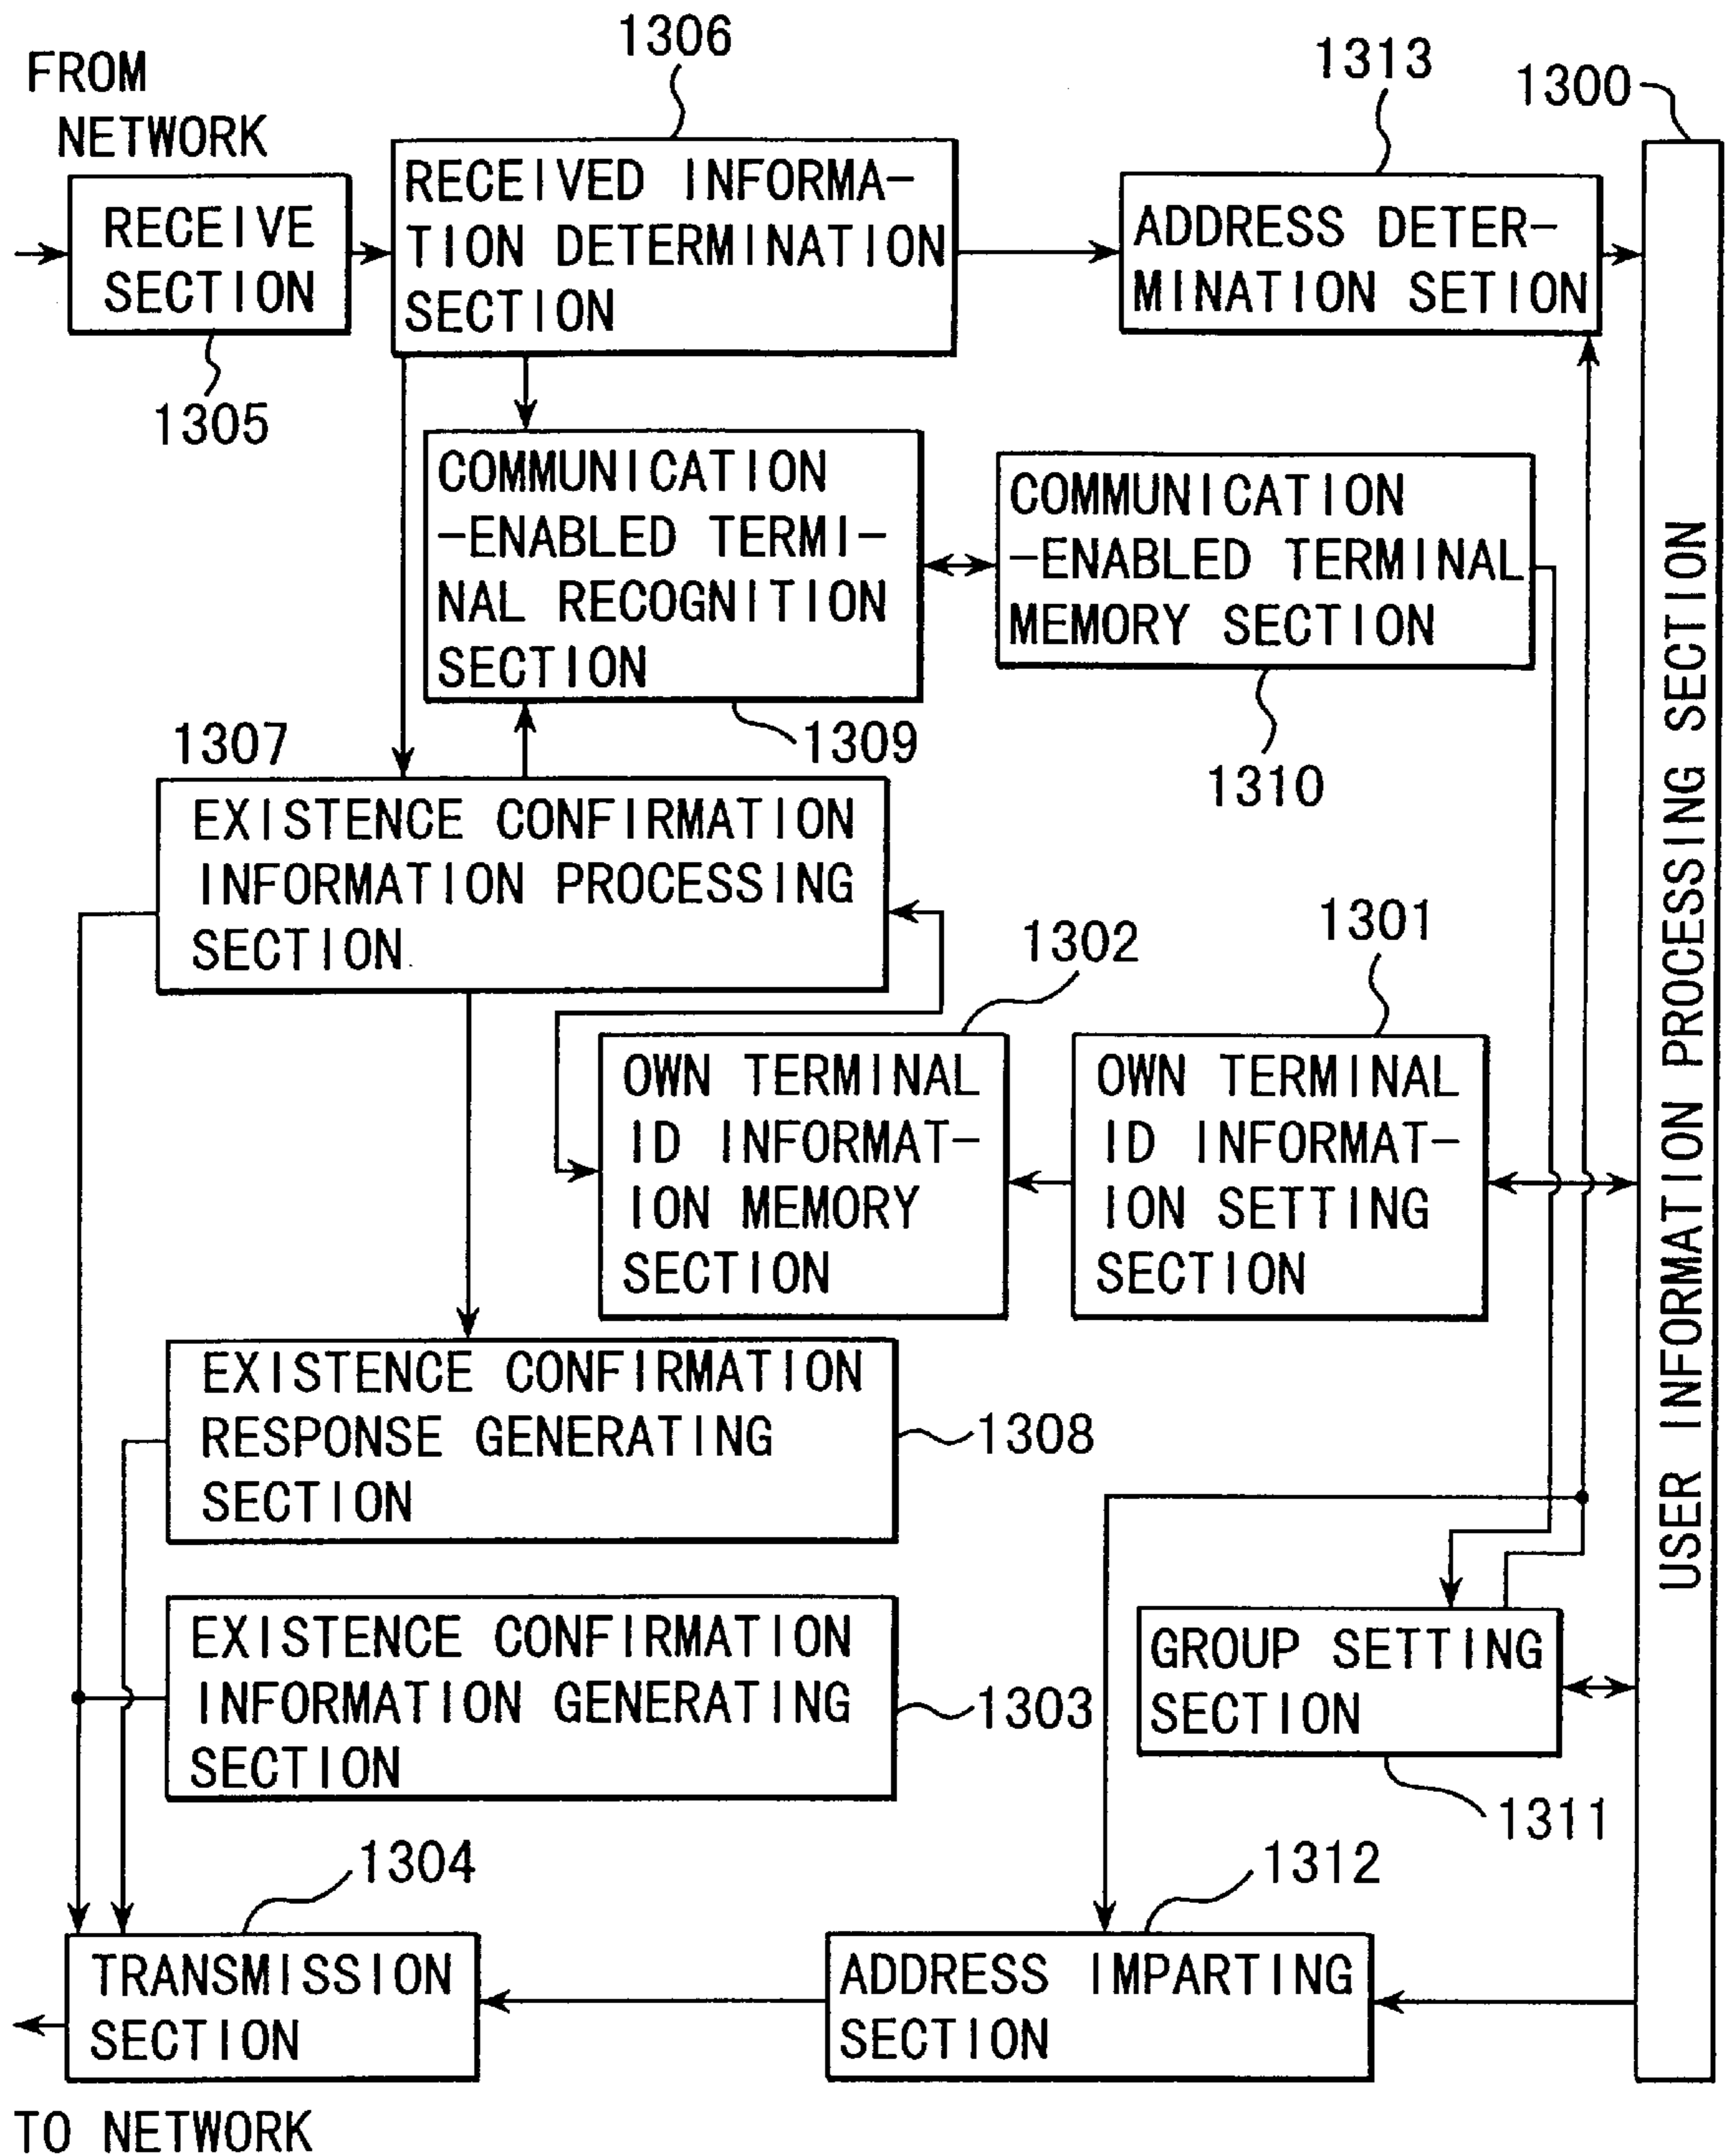 FROM
NETWORK
1306
1313
1300
RECEIVE
SECTION
1305
RECEIVED INFORMA-
TION DETERMINATION
SECTION
ADDRESS DETER-
MINATION SETION
COMMUNICATION
-ENABLED TERMI-
NAL RECOGNITION
SECTION
1309
COMMUNICATION
-ENABLED TERMINAL
MEMORY SECTION
1310
USER INFORMATION PROCESSING SECTION
1307
EXISTENCE CONFIRMATION
INFORMATION PROCESSING
SECTION
1302
1301
OWN TERMINAL
ID INFORMAT-
ION MEMORY
SECTION
OWN TERMINAL
ID INFORMAT-
ION SETTING
SECTION
EXISTENCE CONFIRMATION
RESPONSE GENERATING
SECTION
1308
EXISTENCE CONFIRMATION
INFORMATION GENERATING
SECTION
1303
GROUP SETTING
SECTION
1311
1304
1312
TRANSMISSION
SECTION
ADDRESS IMPARTING
SECTION
TO NETWORK